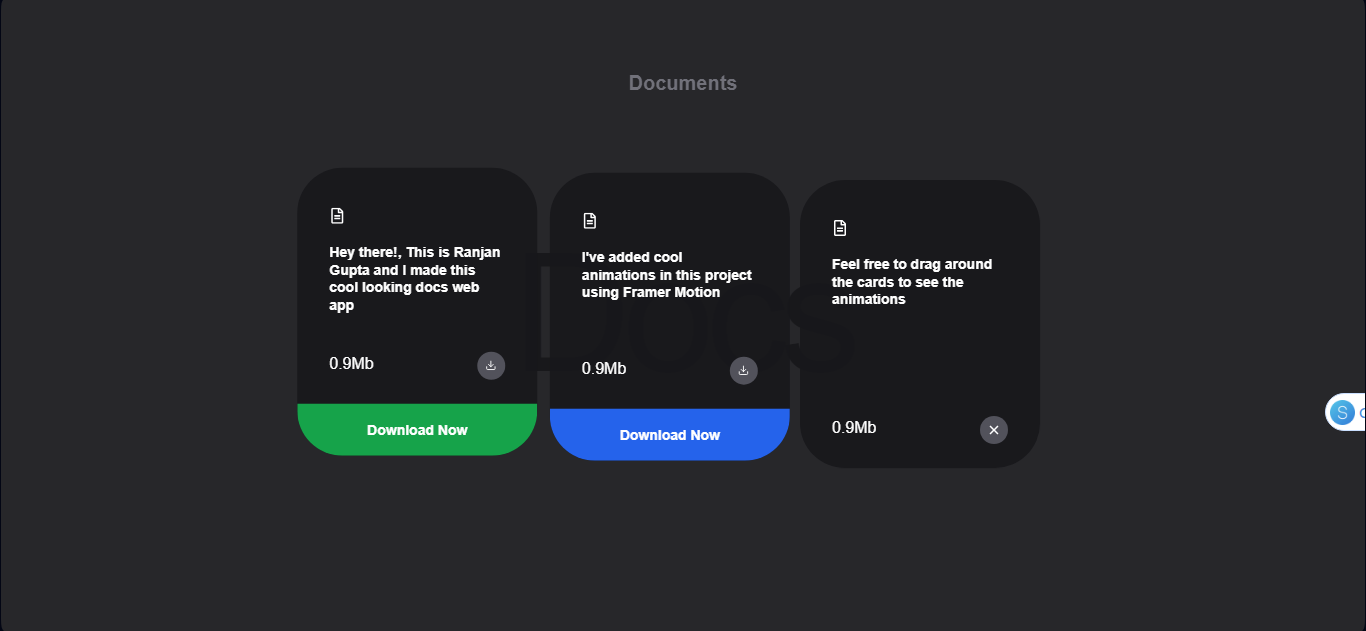 Documents
Docs
Hey there!, This is Ranjan
Gupta and I made this
cool looking docs web
app
0.9Mb
Download Now
I've added cool
animations in this project
using Framer Motion
0.9Mb
Download Now
Feel free to drag around
the cards to see the
animations
0.9Mb
S